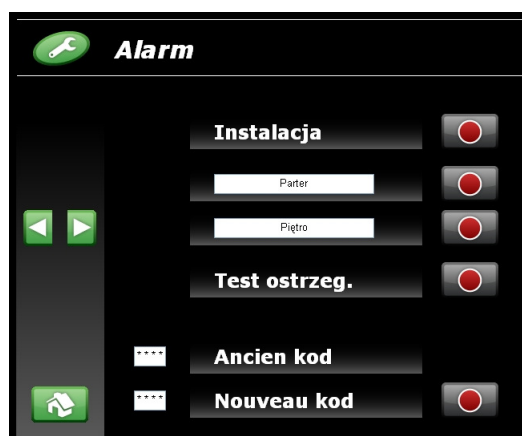 Alarm
Instalacja
Parter
Piętro
Test ostrzeg.
**** Ancien kod
**** Nouveau kod